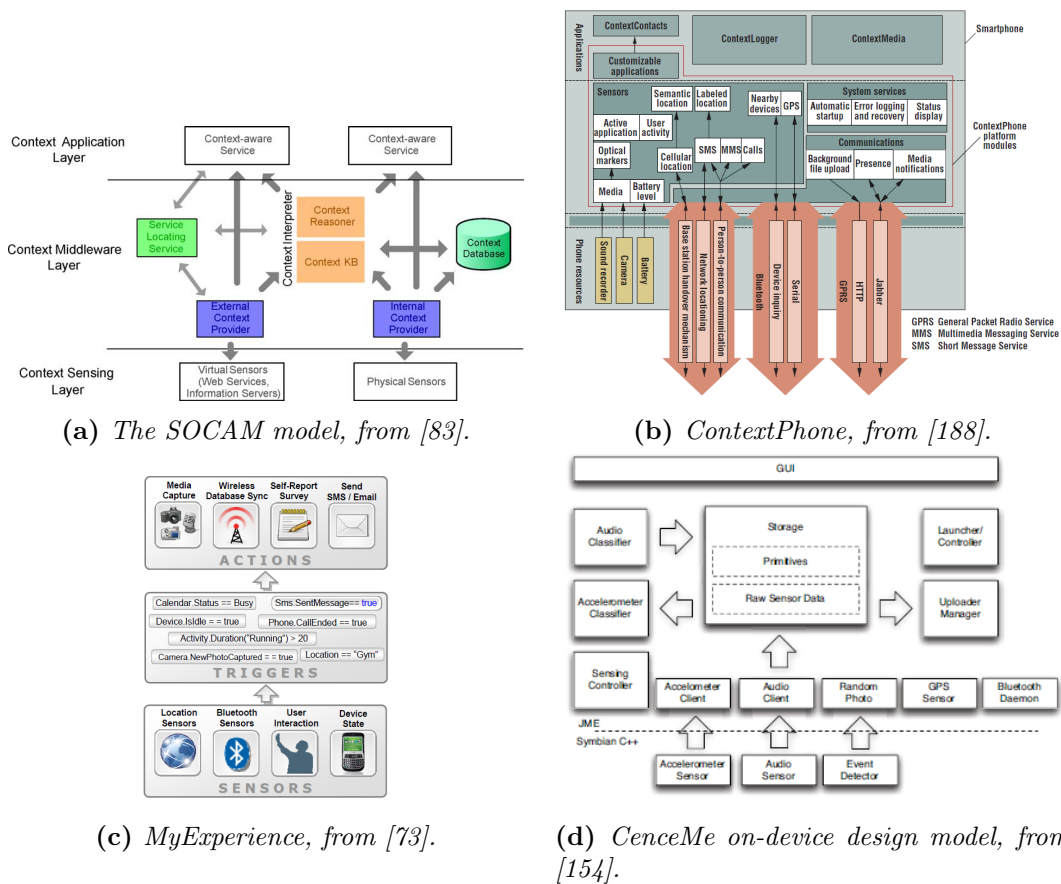 Context-aware
Service
Context-aware
Service
Context Application
Layer
Service
Locating
Service
Context Interpreter
Context
Reasoner
Context KB
Context
Database
Context Middleware
Layer
External
Context
Provider
Internal
Context
Provider
Context Sensing
Layer
Virtual Sensors
(Web Services,
Information Servers)
Physical Sensors
(a) The SOCAM model, from [83].
Applications
ContextContacts
ContextLogger
ContextMedia
Smartphone
Customizable
applications
Sensors
Semantic
location
Labeled
location
Nearby
devices
GPS
System services
Automatic
startup
Error logging
and recovery
Status
display
Active
application
User
activity
Optical
markers
Cellular
location
SMS
MMS
Calls
Communications
Background
file upload
Presence
Media
notifications
ContextPhone
platform
modules
Media
Battery
level
Phone resources
Sound recorder
Camera
Battery
Base station handover mechanism
Network locationing
Person-to-person communication
Bluetooth
Device inquiry
Serial
GPRS
HTTP
Jabber
GPRS General Packet Radio Service
MMS Multimedia Messaging Service
SMS Short Message Service
(b) ContextPhone, from [188].
Media
Capture
Wireless
Database Sync
Self-Report
Survey
Send
SMS / Email
ACTIONS
Calendar.Status == Busy
Sms.SentMessage== true
Device.IsIdle = = true
Phone.CallEnded == true
Activity.Duration("Running") > 20
Camera.NewPhotoCaptured = = true
Location == "Gym"
TRIGGERS
Location
Sensors
Bluetooth
Sensors
User
Interaction
Device
State
SENSORS
(c) MyExperience, from [73].
GUI
Audio
Classifier
Storage
Primitives
Raw Sensor Data
Launcher/
Controller
Accelerometer
Classifier
Uploader
Manager
Sensing
Controller
Accelometer
Client
Audio
Client
Random
Photo
GPS
Sensor
Bluetooth
Daemon
JME
Symbian C++
Accelerometer
Sensor
Audio
Sensor
Event
Detector
(d) CenceMe on-device design model, from
[154].